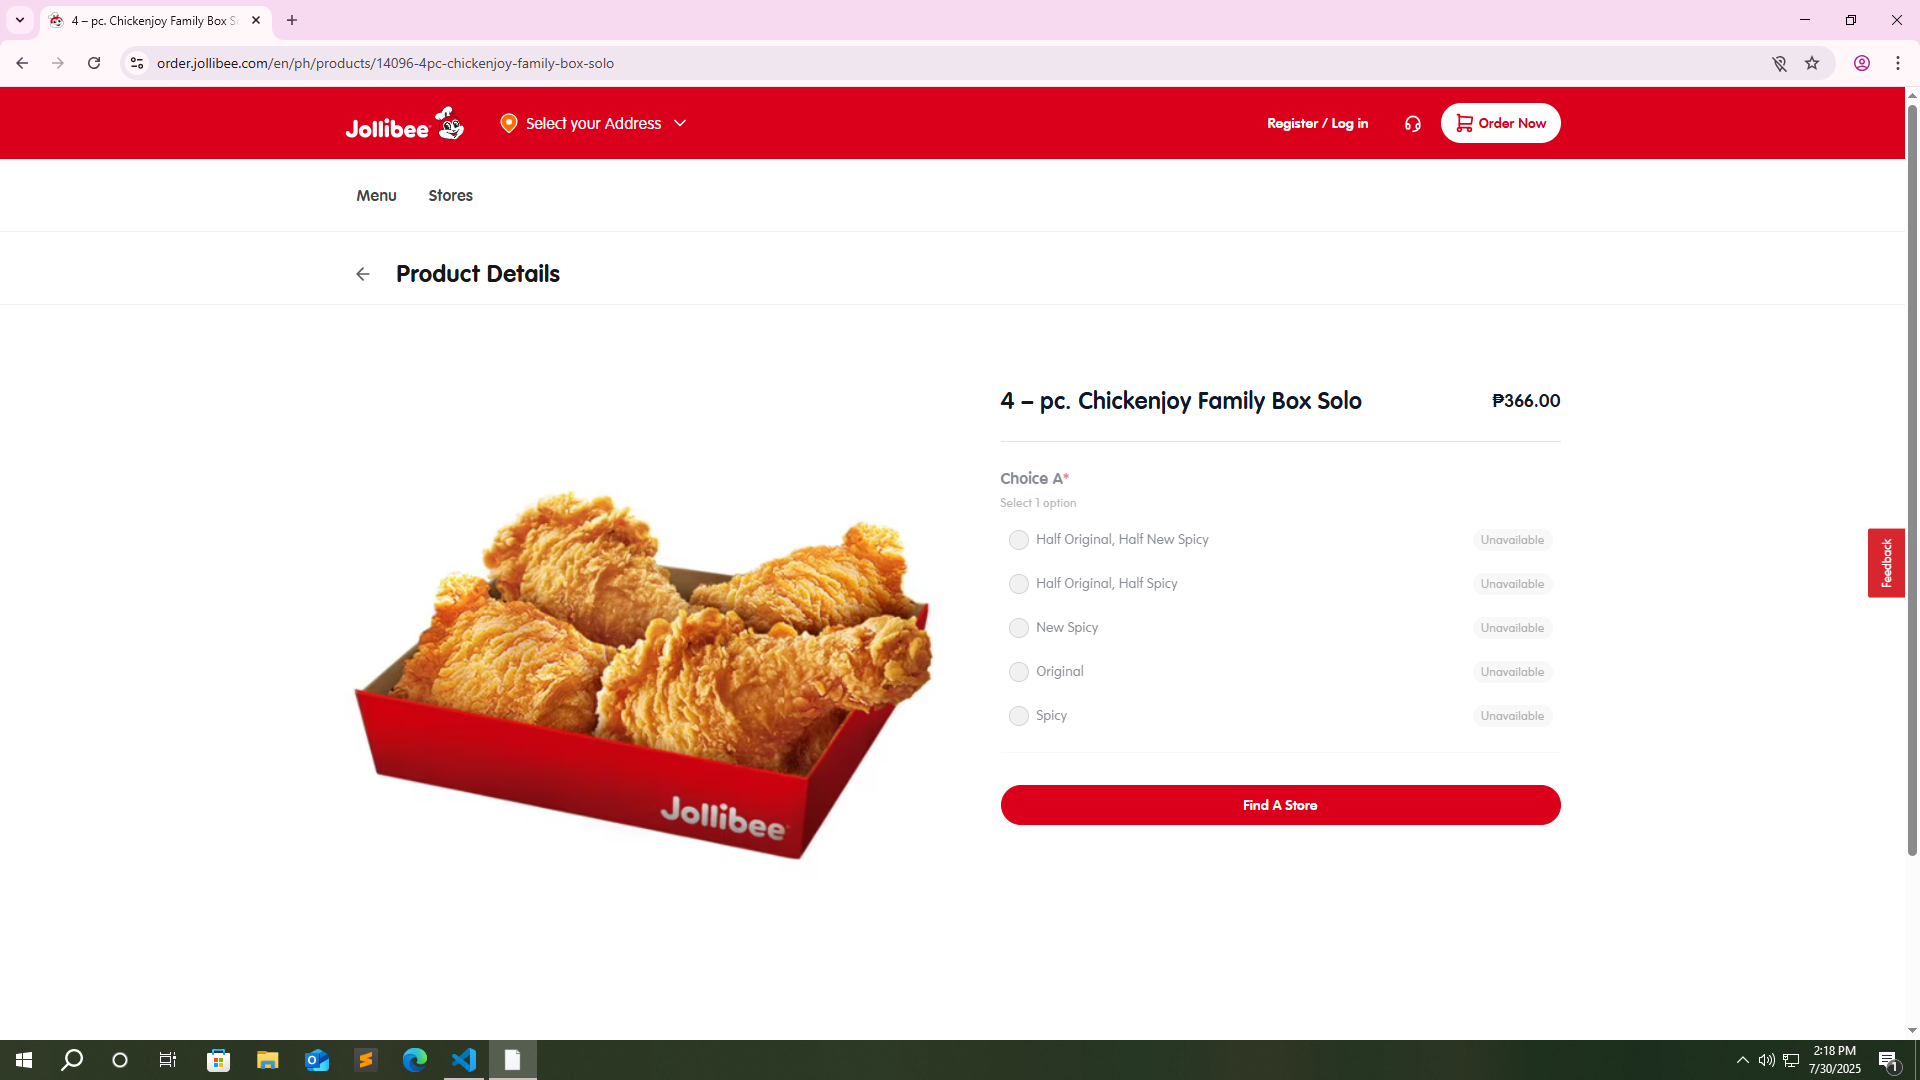 4 – pc. Chickenjoy Family Box S
order.jollibee.com/en/ph/products/14096-4pc-chickenjoy-family-box-solo
Jollibee
Select your Address
Register / Log in
Order Now
Menu
Stores
Product Details
4 – pc. Chickenjoy Family Box Solo
₱366.00
Choice A*
Select 1 option
Half Original, Half New Spicy
Unavailable
Half Original, Half Spicy
Unavailable
New Spicy
Unavailable
Original
Unavailable
Spicy
Unavailable
Find A Store
Jollibee
Feedback
2:18 PM
7/30/2025
1